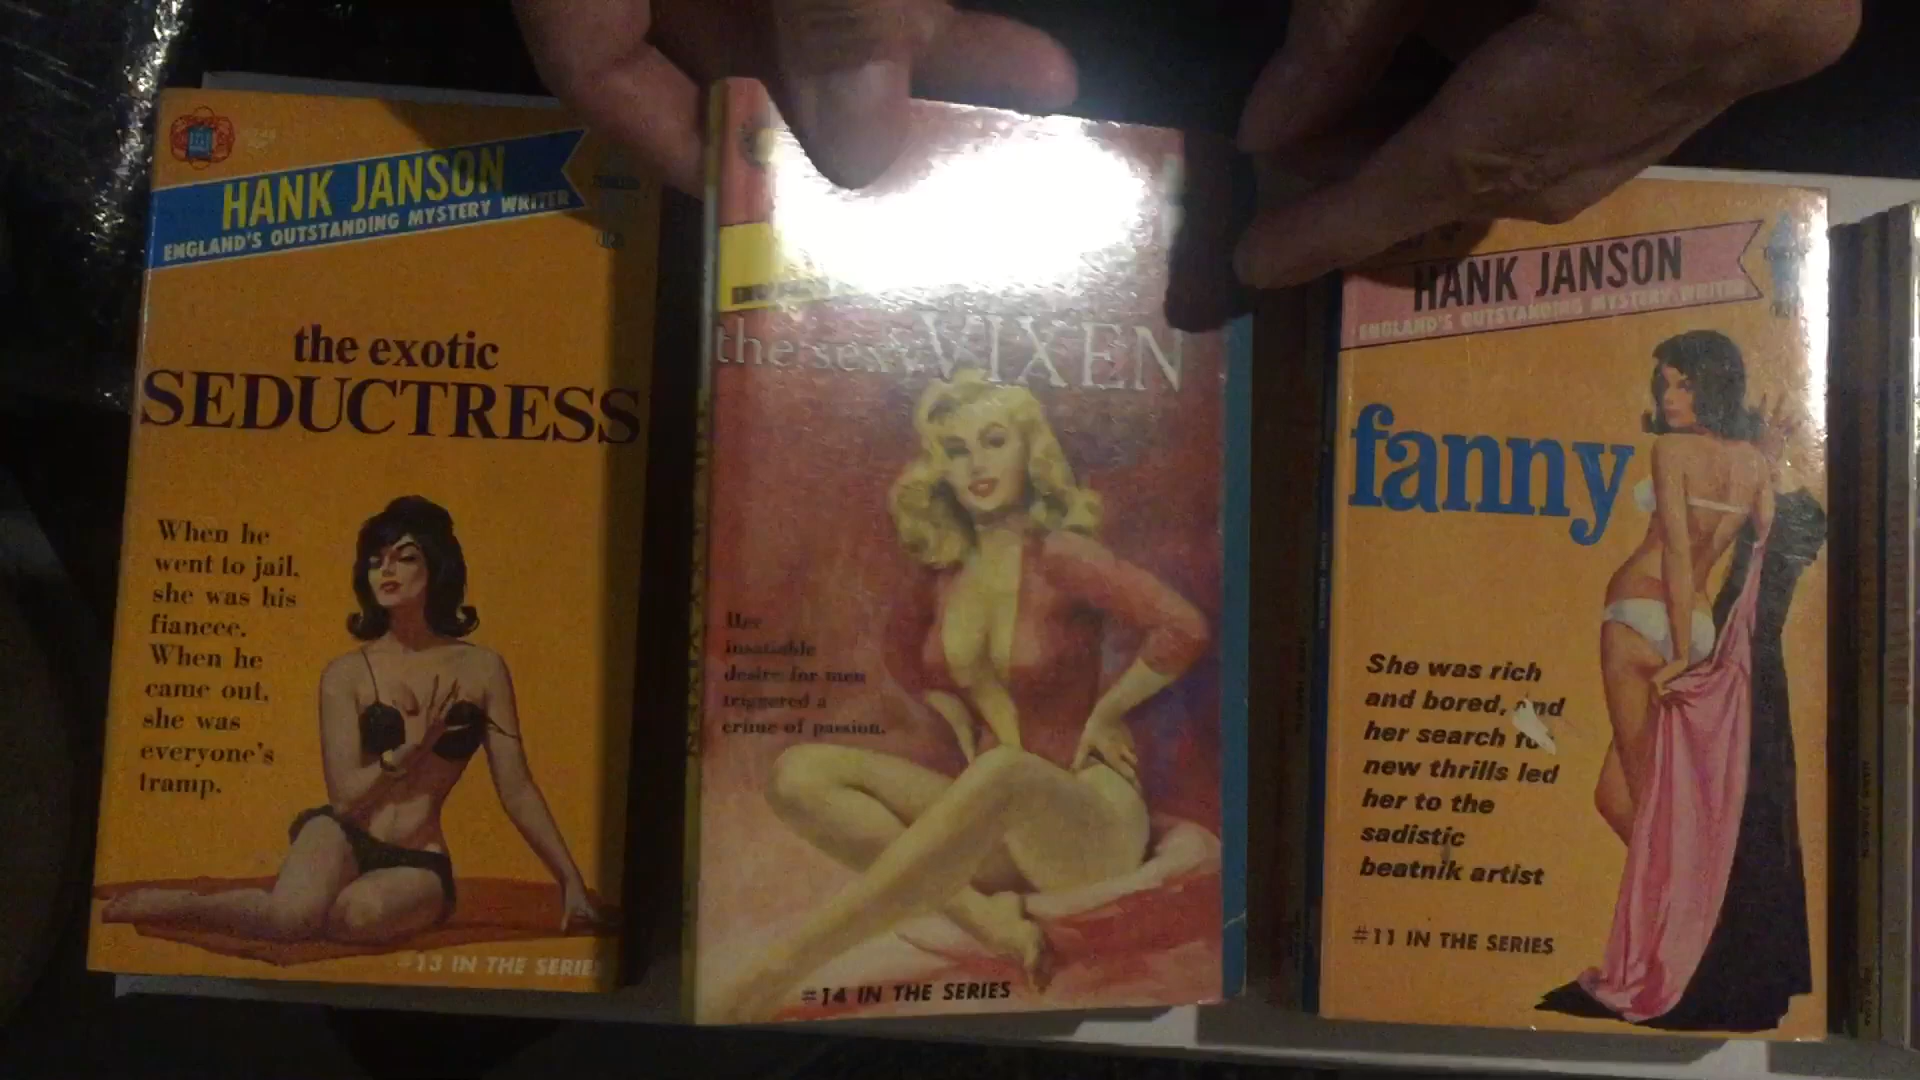 HANK JANSON
ENGLAND'S OUTSTANDING MYSTERY WRITER
the exotic
SEDUCTRESS
When he
went to jail,
she was his
fiancee.
When he
came out,
she was
everyone's
tramp.
#13 IN THE SERIE
the sexy VIXEN
Her
insatiable
desire for men
triggered a
crime of passion.
#14 IN THE SERIES
HANK JANSON
ENGLAND'S OUTSTANDING MYSTERY WRITER
fanny
She was rich
and bored, and
her search fo
new thrills led
her to the
sadistic
beatnik artist
#11 IN THE SERIES